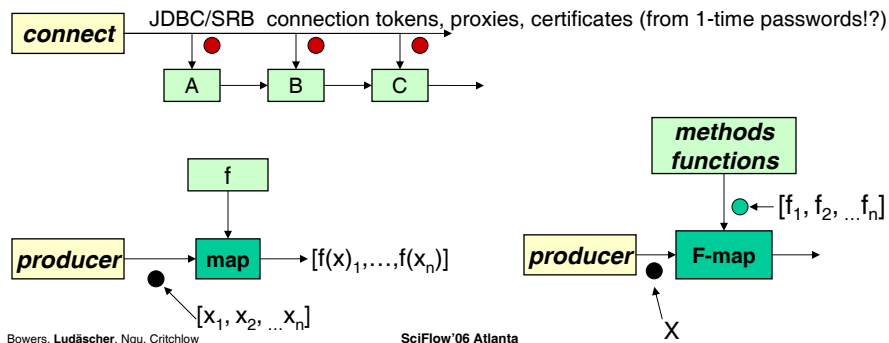 connect
JDBC/SRB connection tokens, proxies, certificates (from 1-time passwords!?)
A
B
C
methods
functions
f
[f1, f2, ...fn]
producer
map
[f(x)1,...,f(xn)]
producer
F-map
[x1, x2, ...xn]
X
Bowers, Ludäscher, Ngu, Critchlow
SciFlow'06 Atlanta